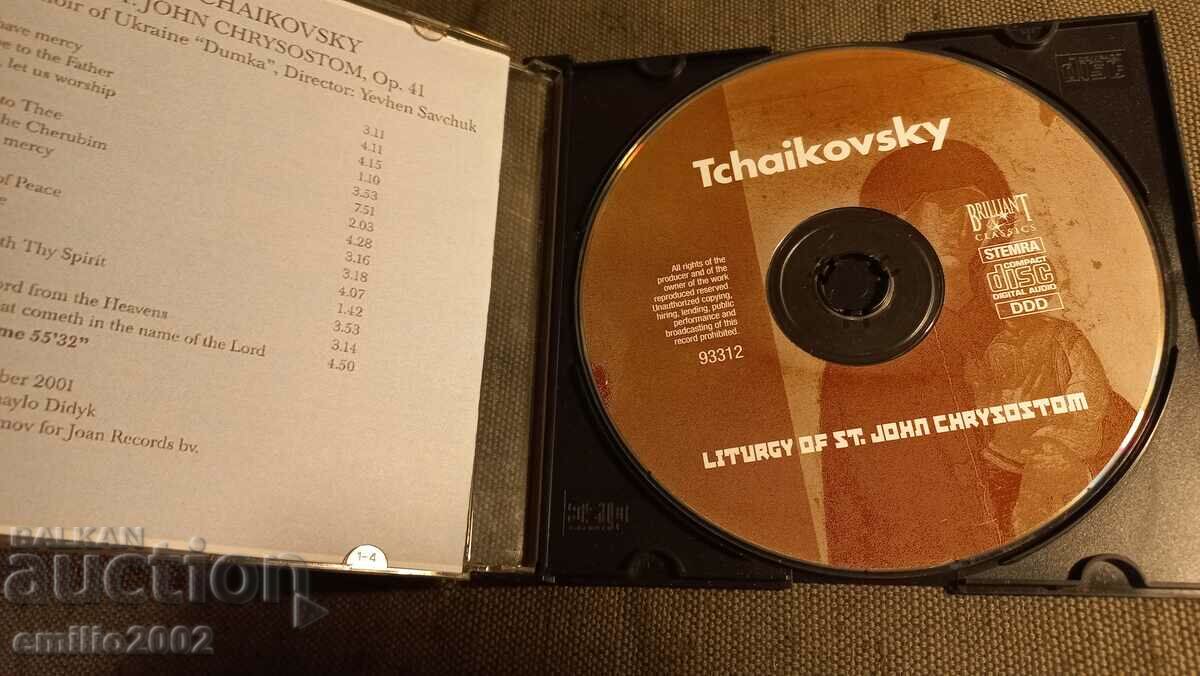 TCHAIKOVSKY
T. JOHN CHRYSOSTOM, Op. 41
of Ukraine "Dumka", Director: Yevhen Savchuk
have mercy
to the Father
let us worship
to Thee
the Cherubim
mercy
of Peace
th Thy Spirit
ord from the Heavens
at cometh in the name of the Lord
me 55'32"
3.11
4.11
4.15
1.10
3.53
7.51
2.03
4.28
3.16
3.18
4.07
1.42
3.53
3.14
4.50
ber 2001
haylo Didyk
mov for Joan Records bv.
1-4
Tchaikovsky
BRILLIANT
CLASSICS
STEMRA
COMPACT
disc
DIGITAL AUDIO
DDD
All rights of the
producer and of the
owner of the work
reproduced reserved.
Unauthorized copying,
hiring, lending, public
performance and
broadcasting of this
record prohibited.
93312
LITURGY OF ST. JOHN CHRYSOSTOM
BALKAN
auction
emilio2002